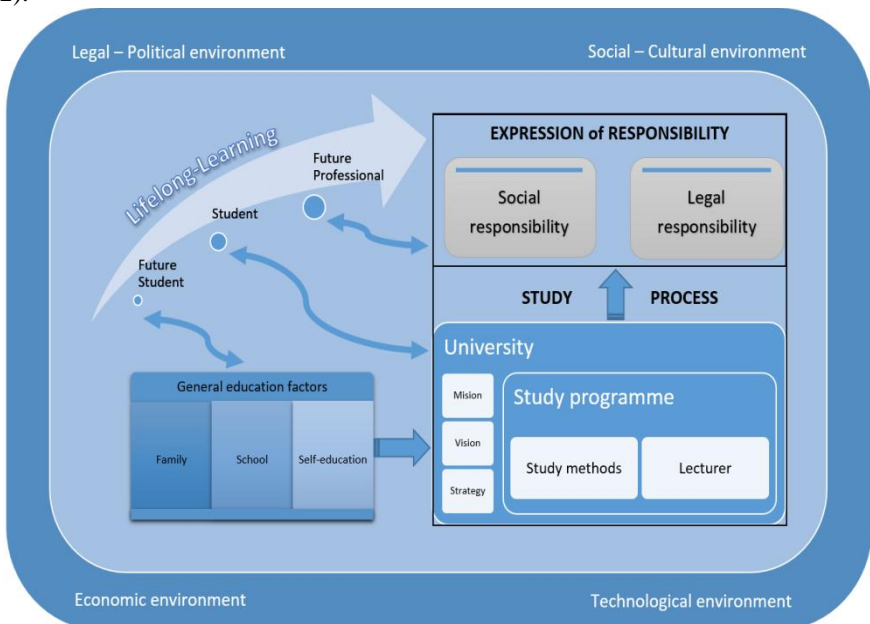 2).
Legal – Political environment
Social – Cultural environment
Lifelong-Learning
Future
Professional
Student
Future
Student
EXPRESSION of RESPONSIBILITY
Social
responsibility
Legal
responsibility
STUDY PROCESS
University
Mision
Vision
Strategy
Study programme
Study methods
Lecturer
General education factors
Family
School
Self-education
Economic environment
Technological environment